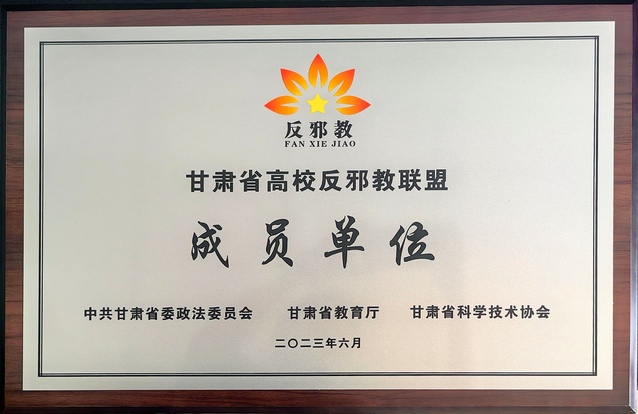 反邪教
FAN XIE JIAO
甘肃省高校反邪教联盟
成员单位
中共甘肃省委政法委员会 甘肃省教育厅 甘肃省科学技术协会
二〇二三年六月